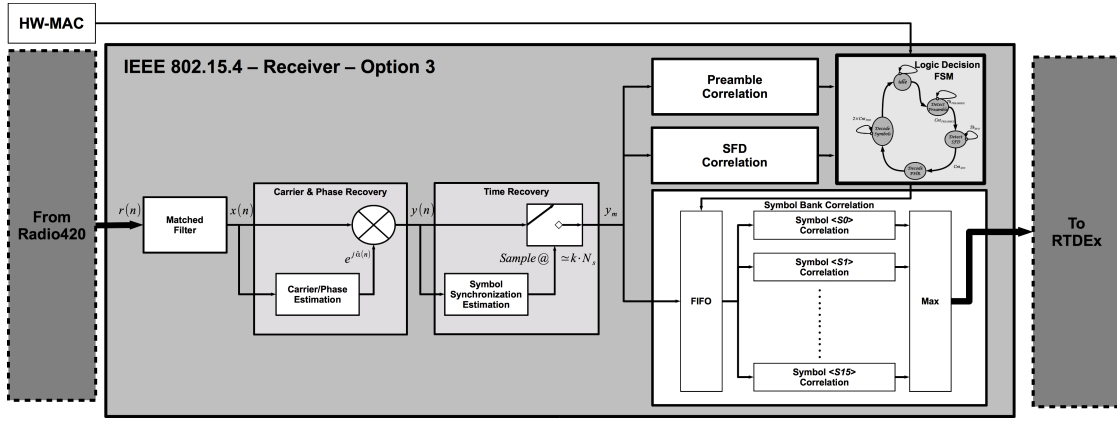 HW-MAC
IEEE 802.15.4 – Receiver – Option 3
From
Radio420
r(n)
Matched
Filter
x(n)
Carrier & Phase Recovery
e^{jα̂(n)}
Carrier/Phase
Estimation
y(n)
Time Recovery
Sample @ ≃ k · N_s
Symbol
Synchronization
Estimation
y_m
Preamble
Correlation
SFD
Correlation
Logic Decision
FSM
Idle
Detect
Preamble
Detect
SFD
Decode
PHR
Decode
Symbols
Symbol Bank Correlation
FIFO
Symbol <S0>
Correlation
Symbol <S1>
Correlation
Symbol <S15>
Correlation
Max
To
RTDEx